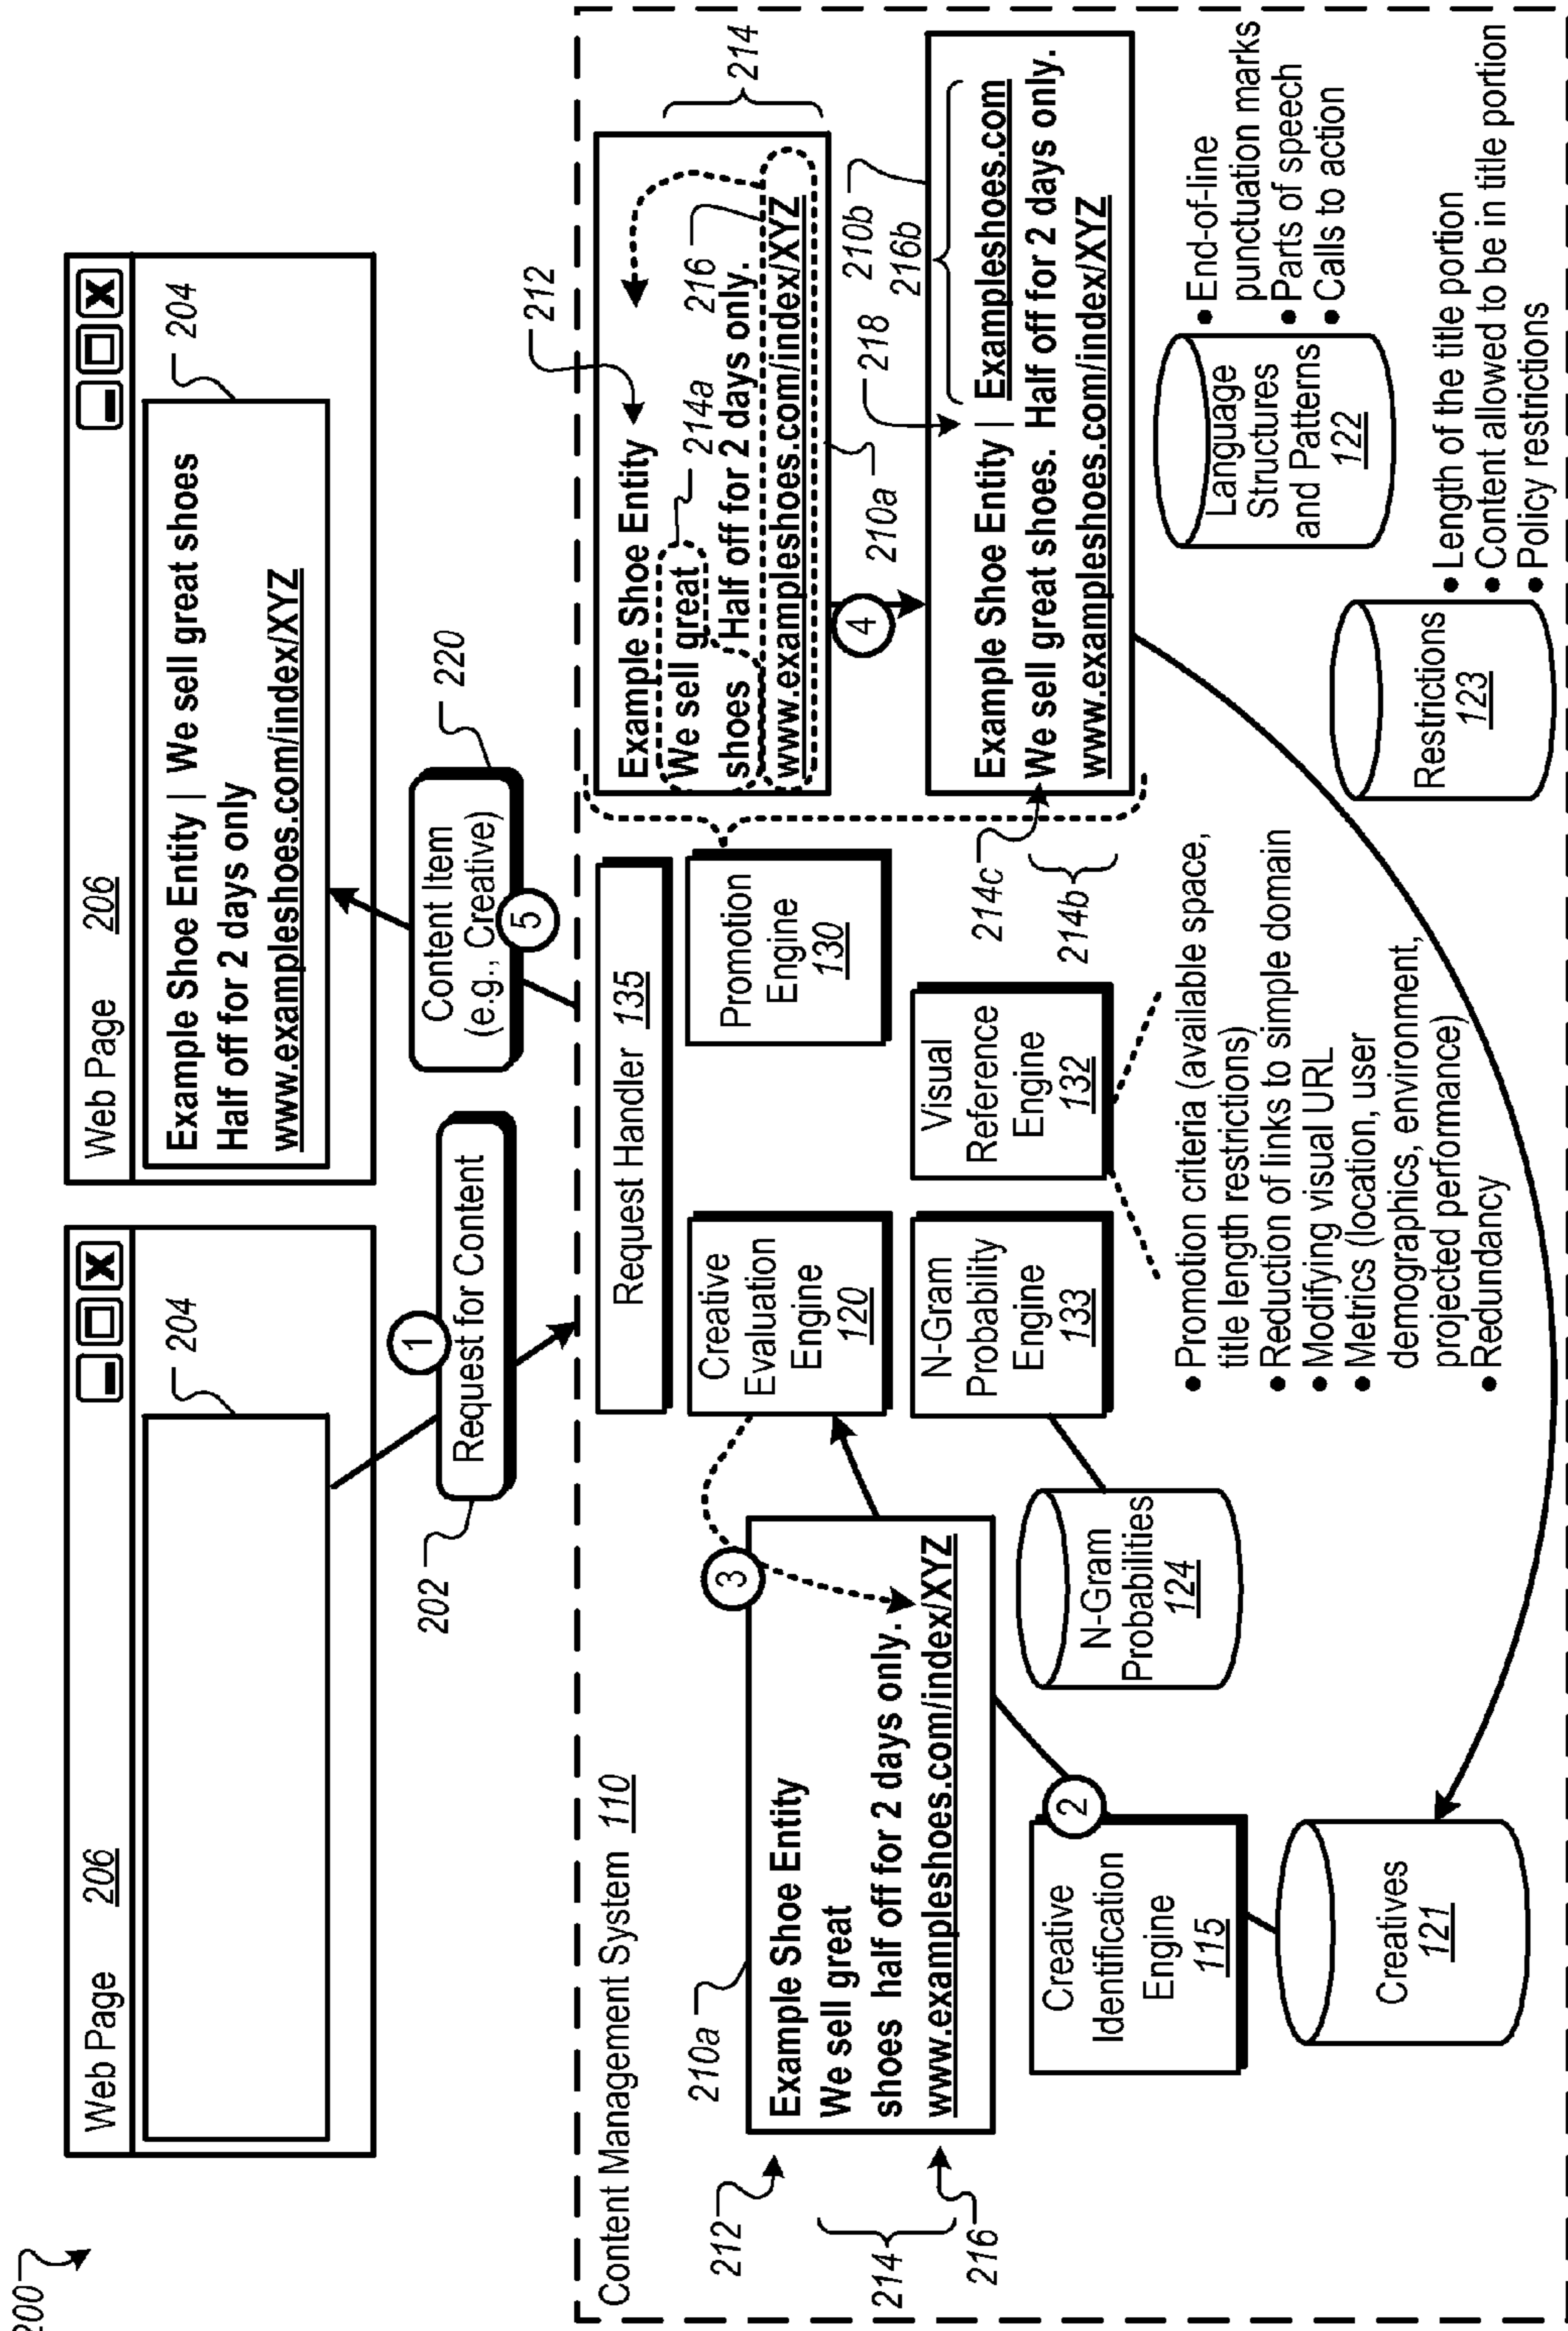 200
Web Page 206
204
Web Page 206
Example Shoe Entity | We sell great shoes
Half off for 2 days only
www.exampleshoes.com/index/XYZ
204
1
Request for Content
202
Content Item
(e.g., Creative)
5
220
Content Management System 110
Request Handler 135
210a
212
214
216
Example Shoe Entity
We sell great
shoes half off for 2 days only.
www.exampleshoes.com/index/XYZ
3
2
Creative
Identification
Engine
115
Creatives
121
N-Gram
Probabilities
124
Creative
Evaluation
Engine
120
N-Gram
Probability
Engine
133
Promotion
Engine
130
Visual
Reference
Engine
132
• Promotion criteria (available space,
title length restrictions)
• Reduction of links to simple domain
• Modifying visual URL
• Metrics (location, user
demographics, environment,
projected performance)
• Redundancy
212
Example Shoe Entity
We sell great
shoes Half off for 2 days only.
www.exampleshoes.com/index/XYZ
214a
216
214
210a
4
218
210b
216b
Example Shoe Entity | Exampleshoes.com
We sell great shoes. Half off for 2 days only.
www.exampleshoes.com/index/XYZ
214c
214b
Language
Structures
and Patterns
122
• End-of-line
punctuation marks
• Parts of speech
• Calls to action
Restrictions
123
• Length of the title portion
• Content allowed to be in title portion
• Policy restrictions